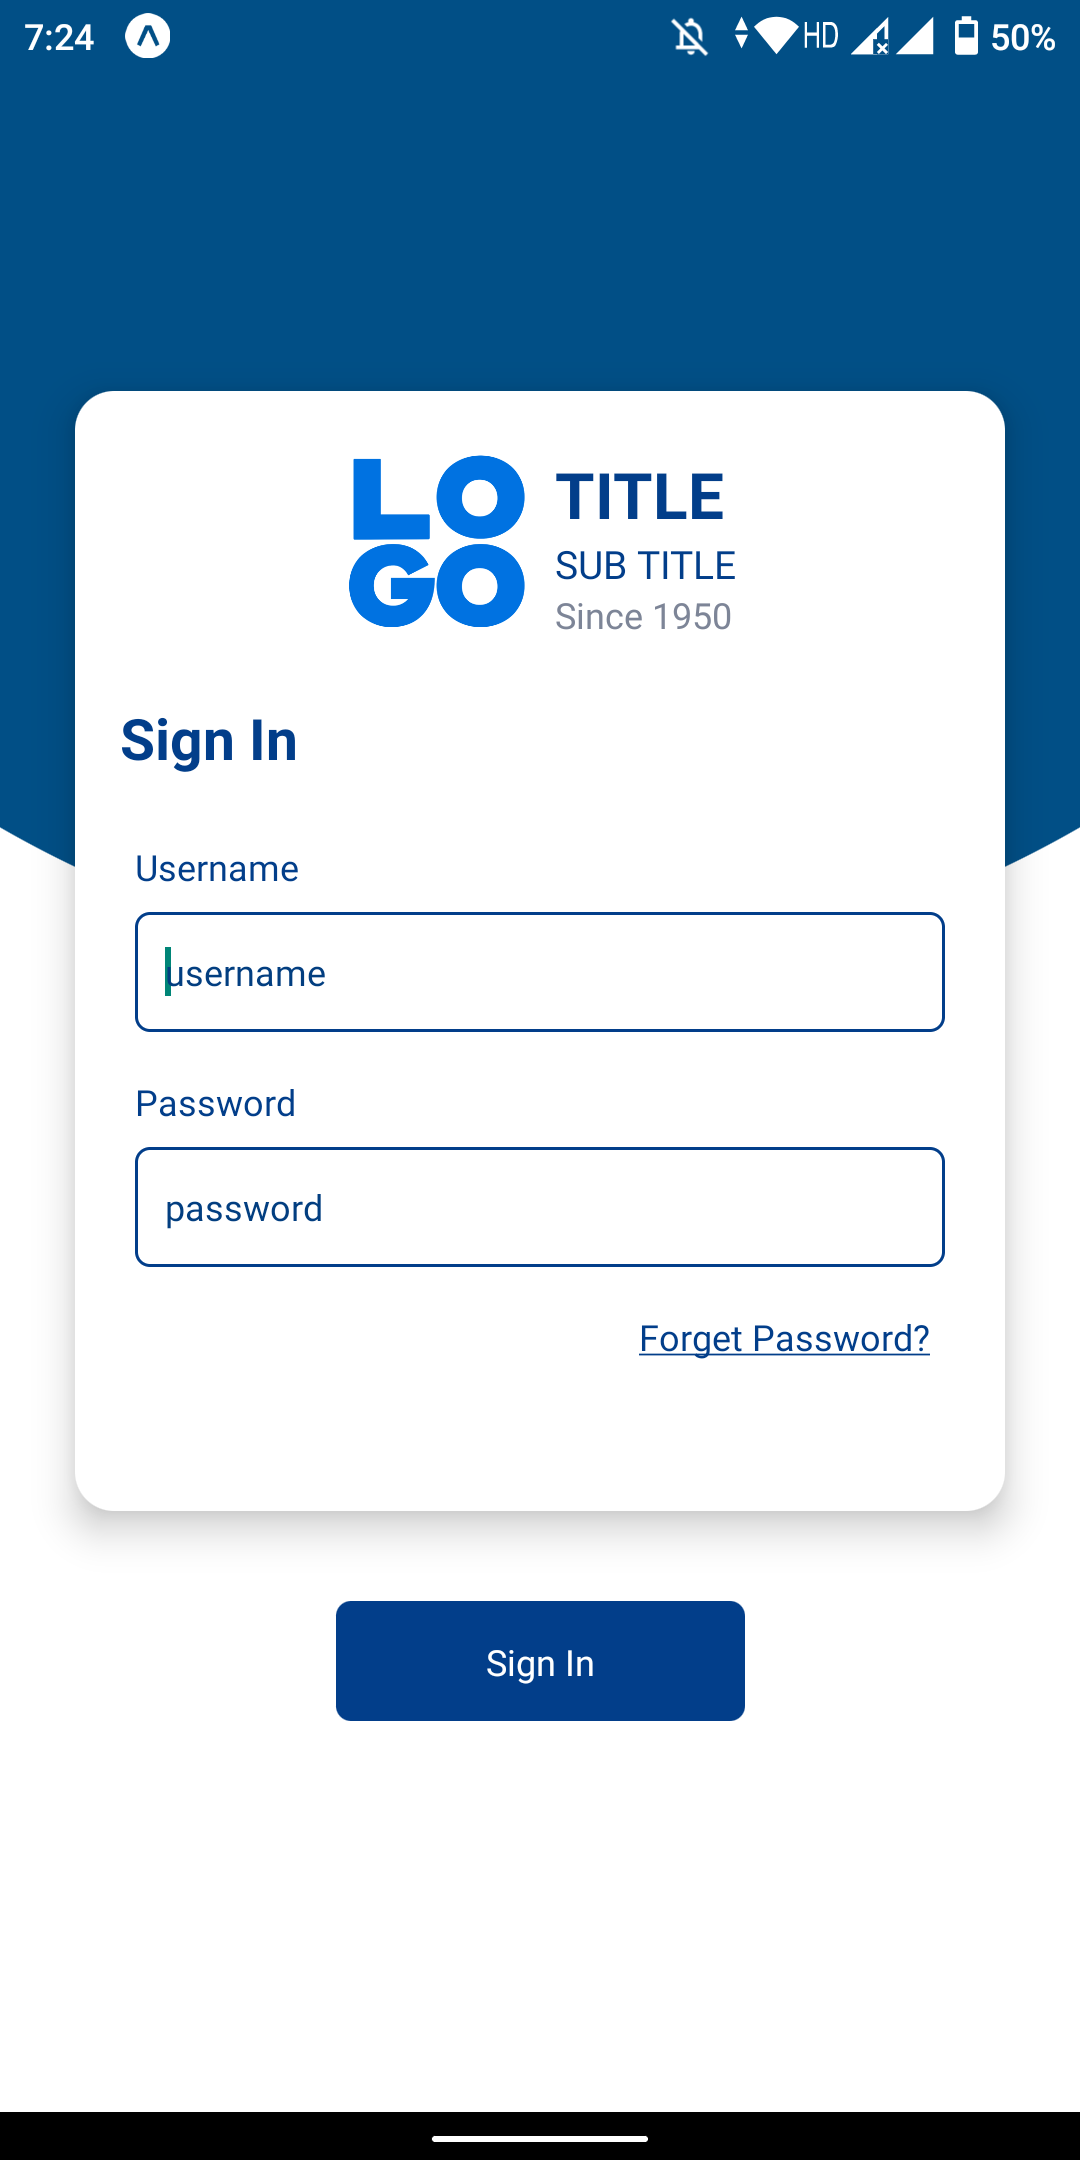 7:24 HD 50%
LO
GO
TITLE
SUB TITLE
Since 1950
Sign In
Username
username
Password
password
Forget Password?
Sign In